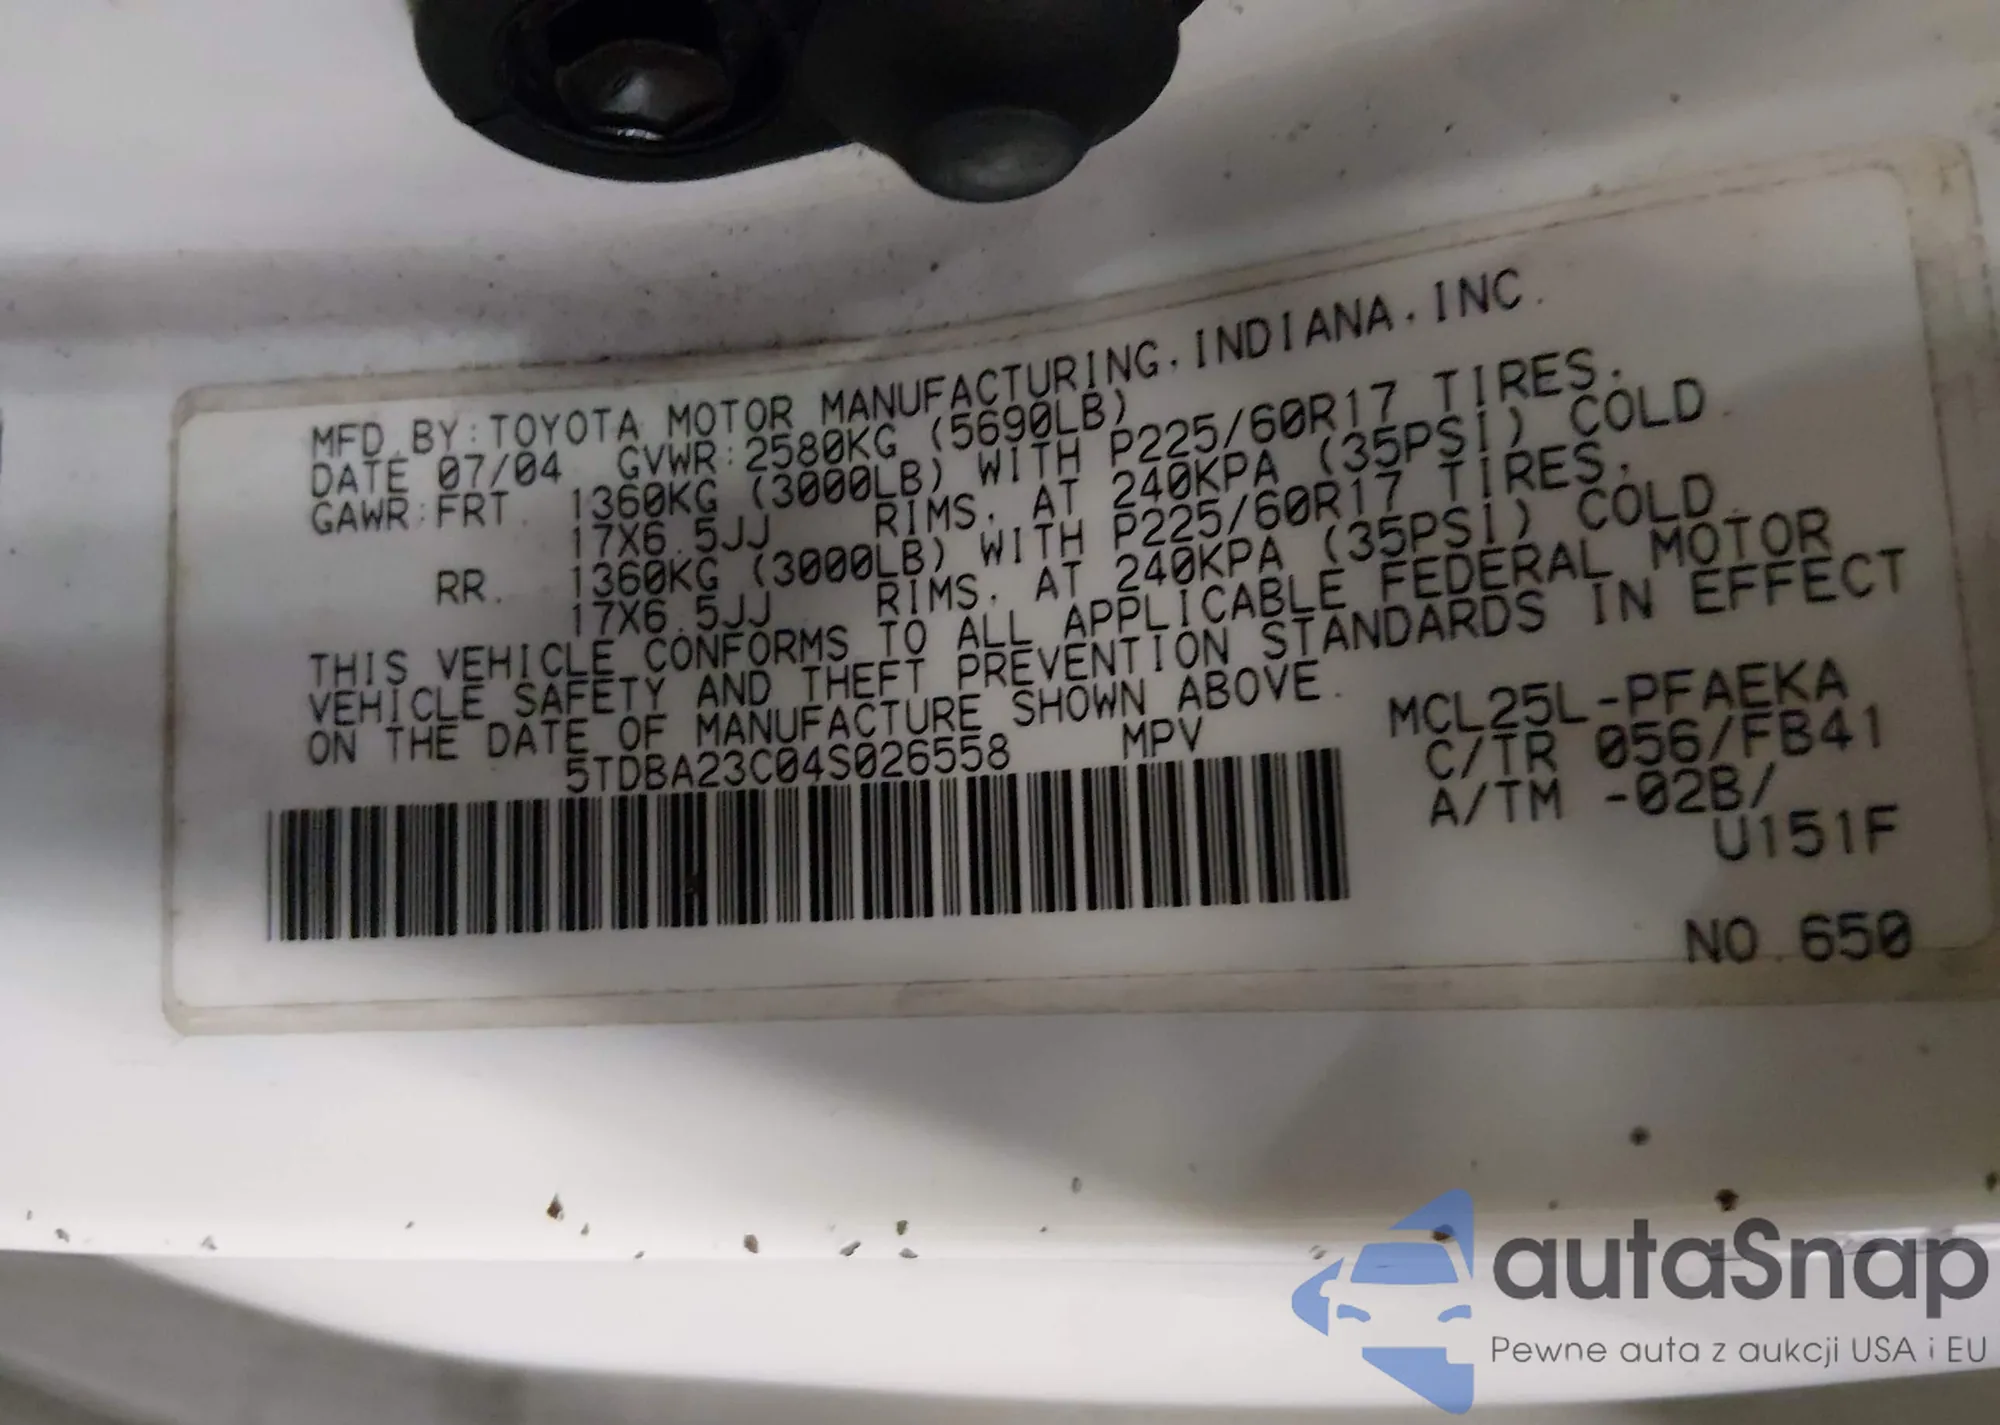 MFD. BY: TOYOTA MOTOR MANUFACTURING, INDIANA, INC.
DATE 07/04 GVWR: 2580KG (5690LB)
GAWR: FRT. 1360KG (3000LB) WITH P225/60R17 TIRES,
17X6.5JJ RIMS, AT 240KPA (35PSI) COLD.
RR. 1360KG (3000LB) WITH P225/60R17 TIRES,
17X6.5JJ RIMS, AT 240KPA (35PSI) COLD.
THIS VEHICLE CONFORMS TO ALL APPLICABLE FEDERAL MOTOR
VEHICLE SAFETY AND THEFT PREVENTION STANDARDS IN EFFECT
ON THE DATE OF MANUFACTURE SHOWN ABOVE.
5TDBA23C04S026558 MPV
MCL25L-PFAEKA
C/TR 056/FB41
A/TM -02B/
U151F
NO.650
autaSnap
Pewne auta z aukcji USA i EU